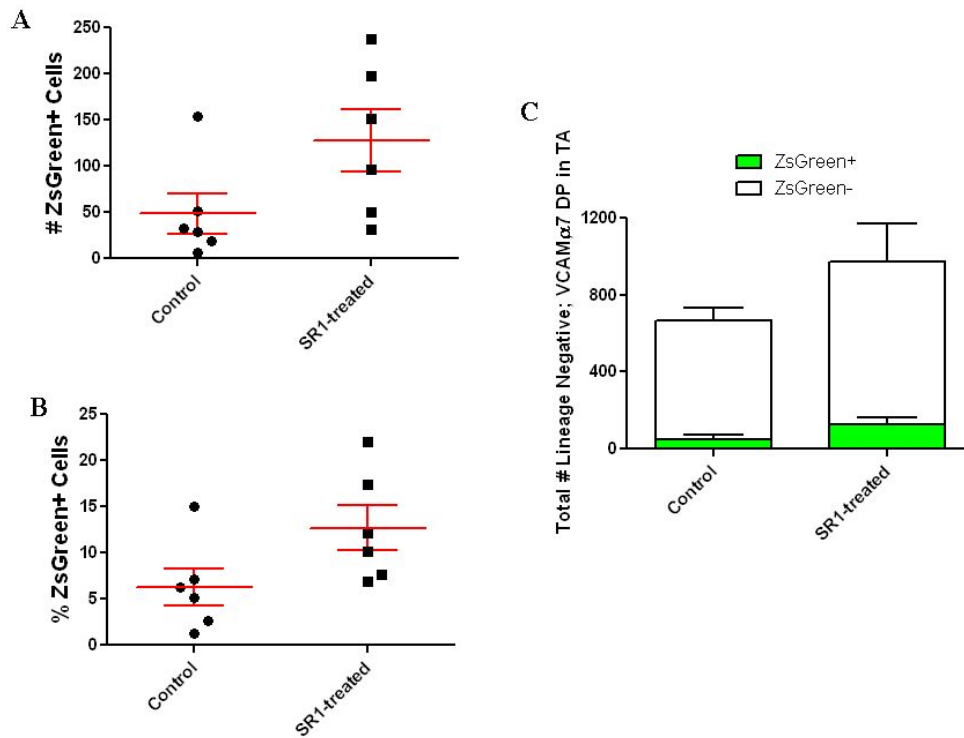 A
# ZsGreen+ Cells
250
200
150
100
50
0
Control
SR1-treated
B
% ZsGreen+ Cells
25
20
15
10
5
0
Control
SR1-treated
C
ZsGreen+
ZsGreen-
Total # Lineage Negative; VCAMα7 DP in TA
1200
800
400
0
Control
SR1-treated